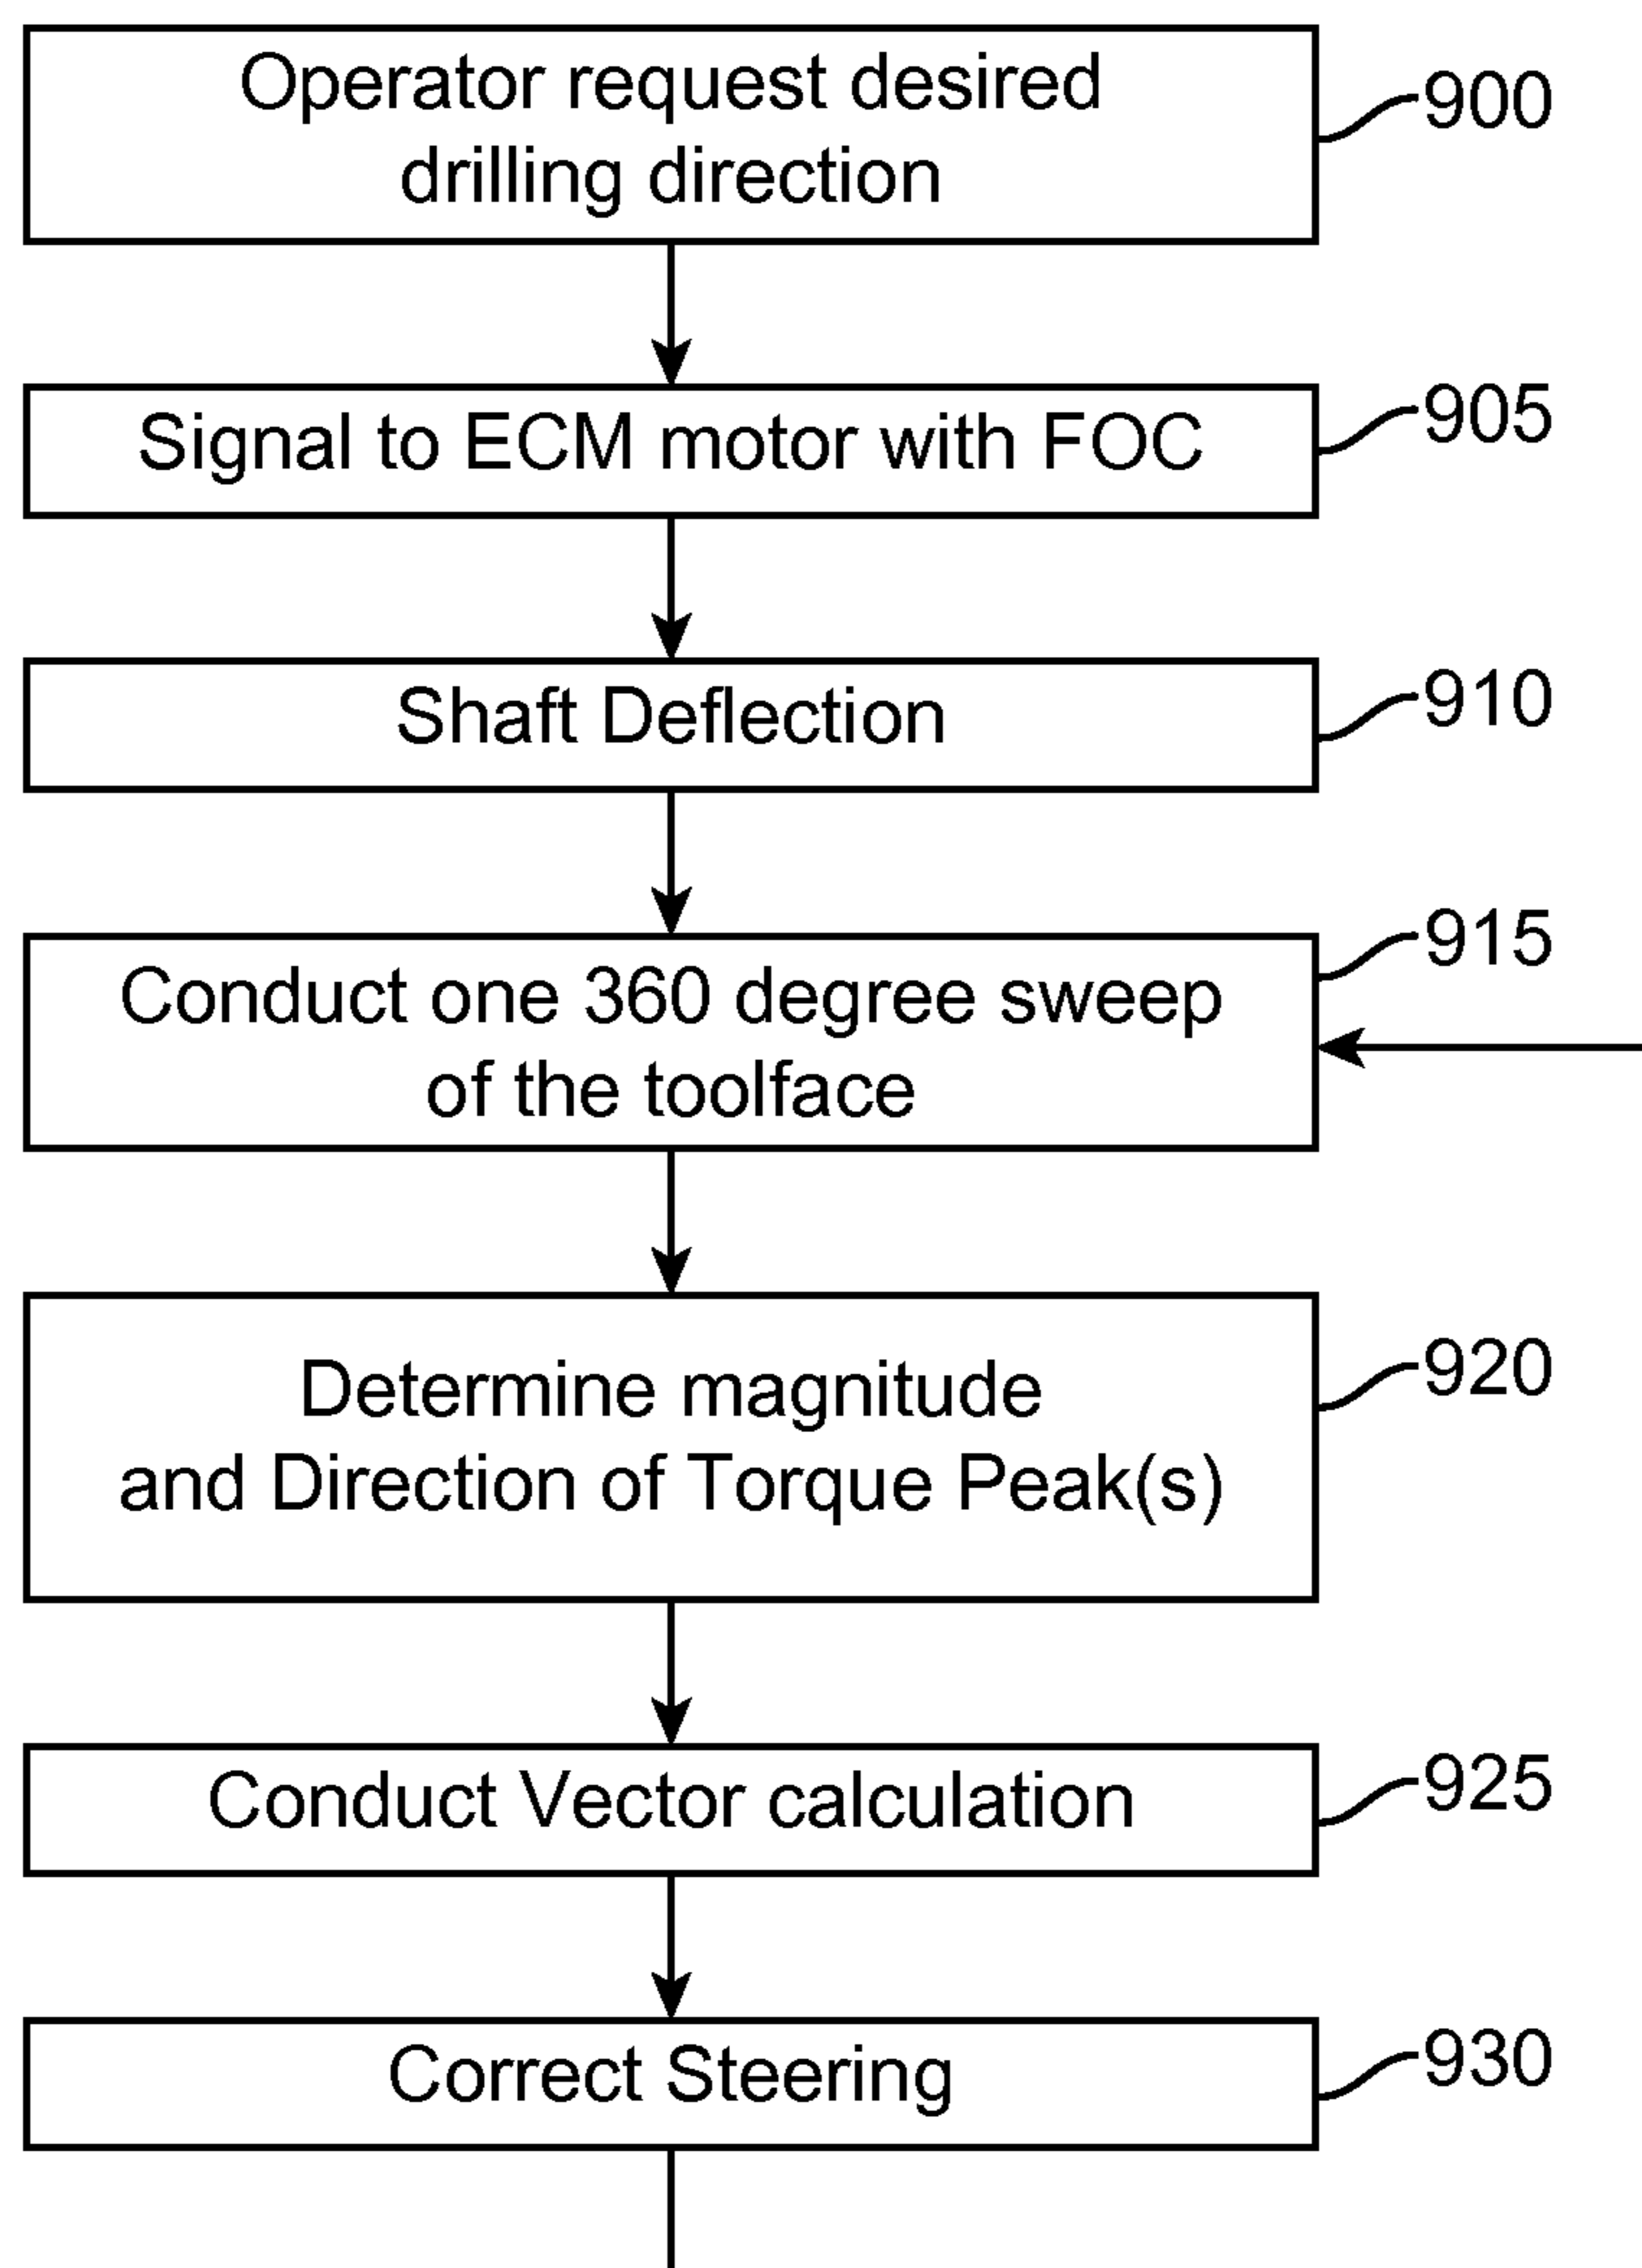 Operator request desired
drilling direction
900
Signal to ECM motor with FOC
905
Shaft Deflection
910
Conduct one 360 degree sweep
of the toolface
915
Determine magnitude
and Direction of Torque Peak(s)
920
Conduct Vector calculation
925
Correct Steering
930